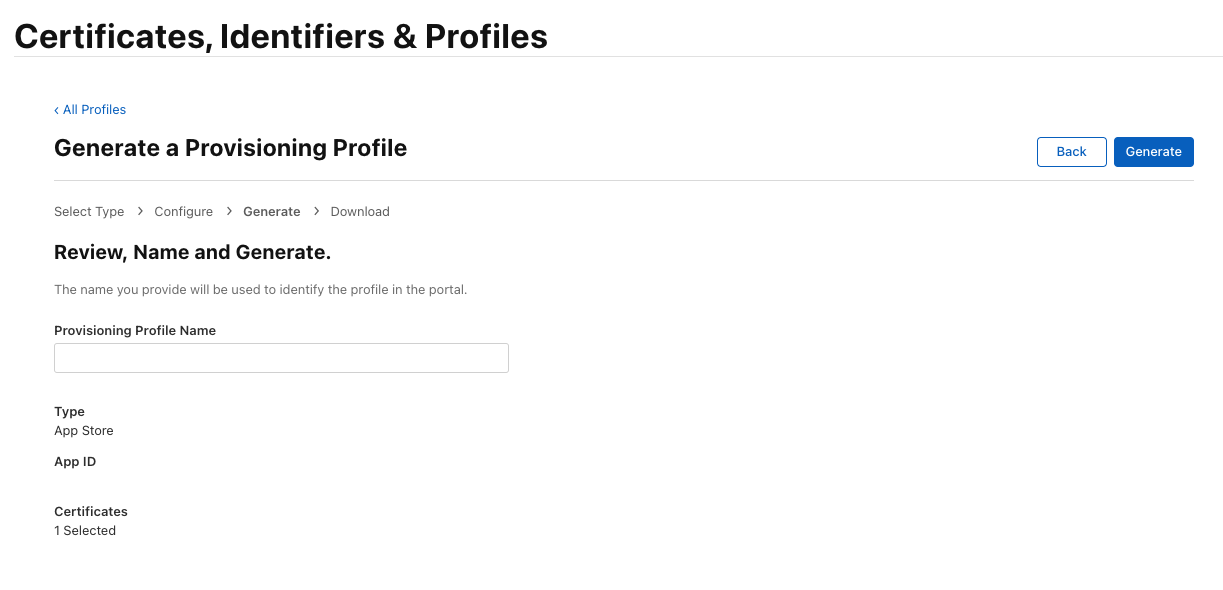 Certificates, Identifiers & Profiles
‹ All Profiles
Generate a Provisioning Profile
Back
Generate
Select Type > Configure > Generate > Download
Review, Name and Generate.
The name you provide will be used to identify the profile in the portal.
Provisioning Profile Name
Type
App Store
App ID
Certificates
1 Selected